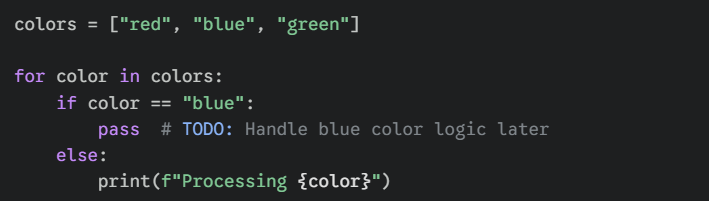 colors = ["red", "blue", "green"]

for color in colors:
    if color == "blue":
        pass  # TODO: Handle blue color logic later
    else:
        print(f"Processing {color}")